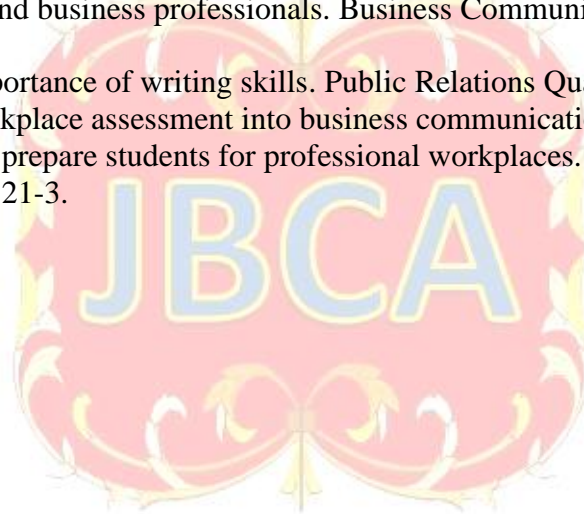 nd business professionals. Business Communi
portance of writing skills. Public Relations Qua
kplace assessment into business communicati
prepare students for professional workplaces.
21-3.
JBCA